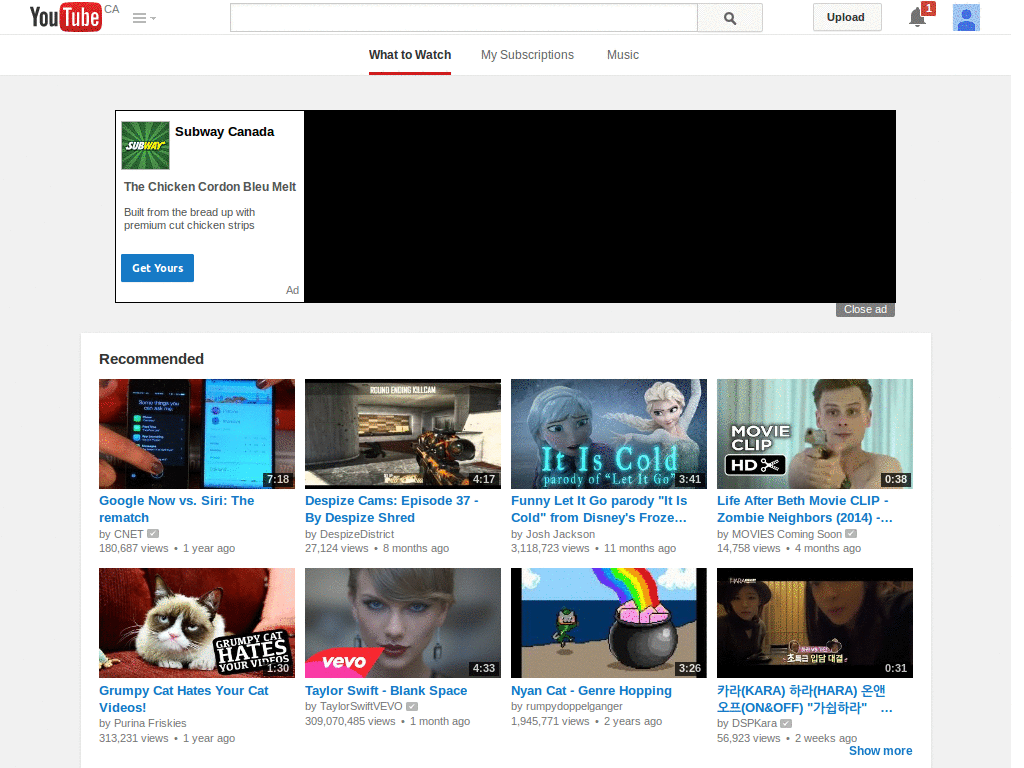 YouTube CA
Upload
1
What to Watch My Subscriptions Music
SUBWAY
Subway Canada
The Chicken Cordon Bleu Melt
Built from the bread up with
premium cut chicken strips
Get Yours
Ad
Close ad
Recommended
Some things you
can ask me:
7:18
Google Now vs. Siri: The
rematch
by CNET
180,687 views • 1 year ago
ROUND ENDING KILLCAM
4:17
Despize Cams: Episode 37 -
By Despize Shred
by DespizeDistrict
27,124 views • 8 months ago
It Is Cold
parody of "Let It Go"
3:41
Funny Let It Go parody "It Is
Cold" from Disney's Froze...
by Josh Jackson
3,118,723 views • 11 months ago
MOVIE
CLIP
HD
0:38
Life After Beth Movie CLIP -
Zombie Neighbors (2014) -...
by MOVIES Coming Soon
14,758 views • 4 months ago
GRUMPY CAT
HATES
YOUR VIDEOS
1:30
Grumpy Cat Hates Your Cat
Videos!
by Purina Friskies
313,231 views • 1 year ago
vevo
4:33
Taylor Swift - Blank Space
by TaylorSwiftVEVO
309,070,485 views • 1 month ago
3:26
Nyan Cat - Genre Hopping
by rumpydoppelganger
1,945,771 views • 2 years ago
초특급 입담 대결
0:31
카라(KARA) 하라(HARA) 온앤
오프(ON&OFF) "가쉽하라" ...
by DSPKara
56,923 views • 2 weeks ago
Show more